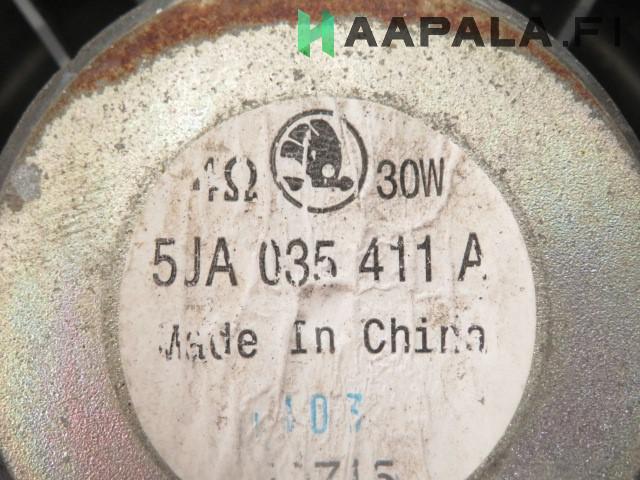 HAAPALA.FI
4Ω 30W
5JA 035 411 A
Made In China